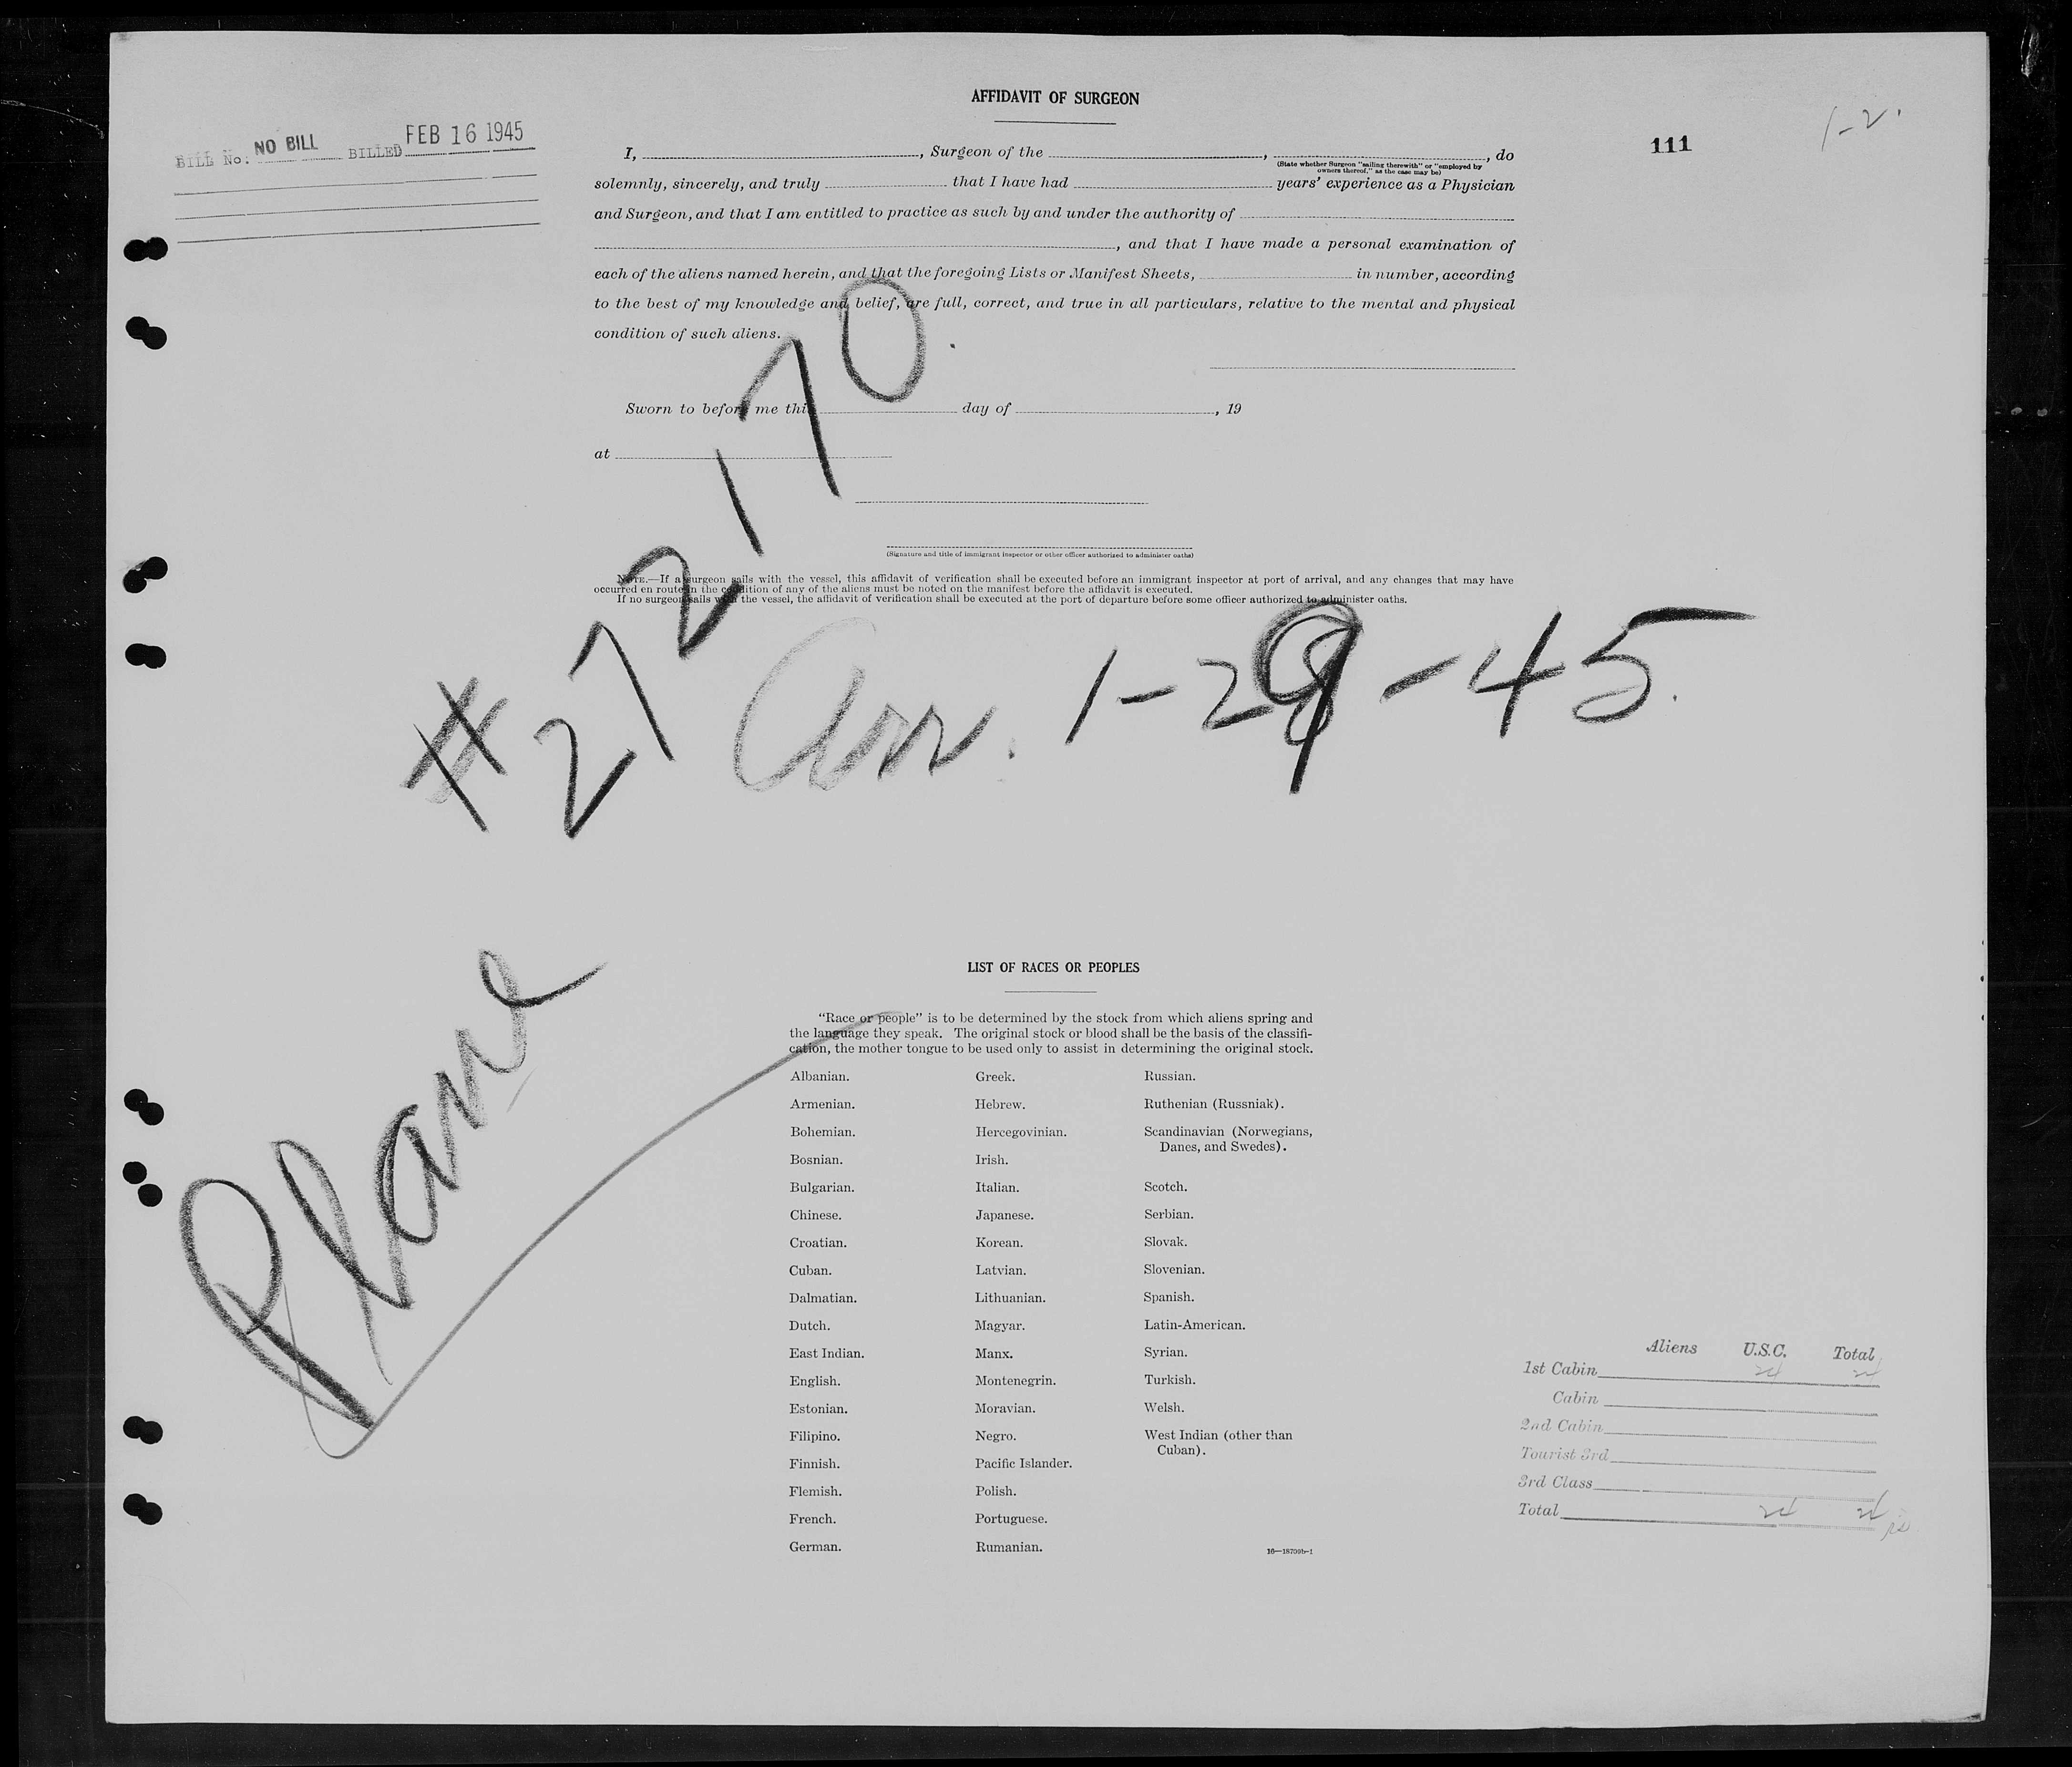 AFFIDAVIT OF SURGEON
1-2.
111
BILL No. NO BILL BILLED FEB 16 1945
I, , Surgeon of the , , do
(State whether Surgeon "sailing therewith" or "employed by
owners thereof," as the case may be)
solemnly, sincerely, and truly that I have had years' experience as a Physician
and Surgeon, and that I am entitled to practice as such by and under the authority of
, and that I have made a personal examination of
each of the aliens named herein, and that the foregoing Lists or Manifest Sheets, in number, according
to the best of my knowledge and belief, are full, correct, and true in all particulars, relative to the mental and physical
condition of such aliens.
Sworn to before me this day of , 19
at
(Signature and title of immigrant inspector or other officer authorized to administer oaths)
NOTE.—If a surgeon sails with the vessel, this affidavit of verification shall be executed before an immigrant inspector at port of arrival, and any changes that may have
occurred en route in the condition of any of the aliens must be noted on the manifest before the affidavit is executed.
If no surgeon sails with the vessel, the affidavit of verification shall be executed at the port of departure before some officer authorized to administer oaths.
#272170.
Arr. 1-29-45.
Plane
LIST OF RACES OR PEOPLES
"Race or people" is to be determined by the stock from which aliens spring and
the language they speak. The original stock or blood shall be the basis of the classifi-
cation, the mother tongue to be used only to assist in determining the original stock.
Albanian. Greek. Russian.
Armenian. Hebrew. Ruthenian (Russniak).
Bohemian. Hercegovinian. Scandinavian (Norwegians,
Danes, and Swedes).
Bosnian. Irish.
Bulgarian. Italian. Scotch.
Chinese. Japanese. Serbian.
Croatian. Korean. Slovak.
Cuban. Latvian. Slovenian.
Dalmatian. Lithuanian. Spanish.
Dutch. Magyar. Latin-American.
East Indian. Manx. Syrian.
English. Montenegrin. Turkish.
Estonian. Moravian. Welsh.
Filipino. Negro. West Indian (other than
Cuban).
Finnish. Pacific Islander.
Flemish. Polish.
French. Portuguese.
German. Rumanian.
16—18709b-1
Aliens U.S.C. Total
1st Cabin 24 24
Cabin
2nd Cabin
Tourist 3rd
3rd Class
Total 24 24